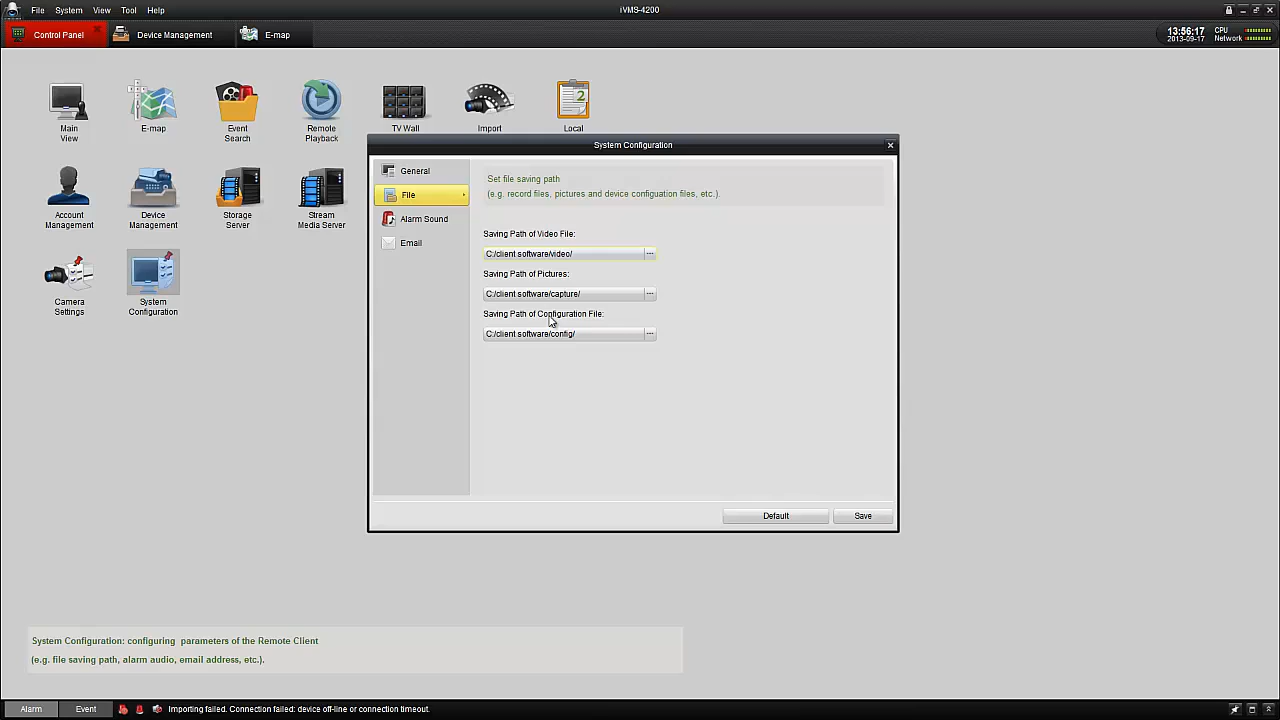 File System View Tool Help
iVMS-4200
Control Panel
Device Management
E-map
13:56:17
2013-09-17
CPU
Network
Main
View
E-map
Event
Search
Remote
Playback
TV Wall
Import
2
Local
Account
Management
Device
Management
Storage
Server
Stream
Media Server
Camera
Settings
System
Configuration
System Configuration
General
File
Alarm Sound
Email
Set file saving path
(e.g. record files, pictures and device configuation files, etc.).
Saving Path of Video File:
C:/client software/video/
Saving Path of Pictures:
C:/client software/capture/
Saving Path of Configuration File:
C:/client software/config/
Default
Save
System Configuration: configuring parameters of the Remote Client
(e.g. file saving path, alarm audio, email address, etc.).
Alarm
Event
Importing failed. Connection failed: device off-line or connection timeout.